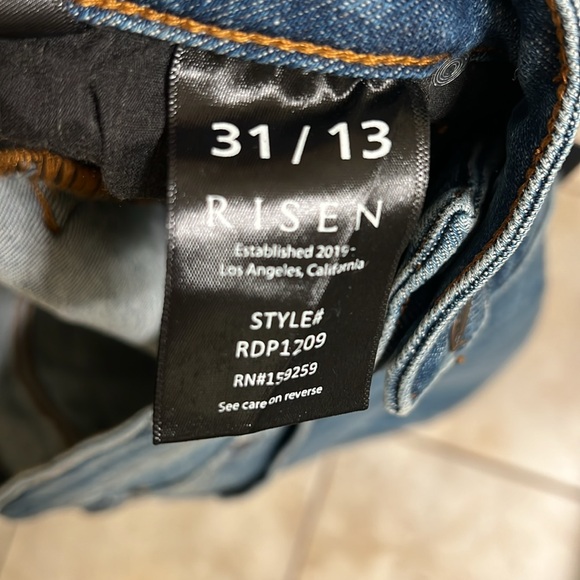 31 / 13
RISEN
Established 2019-
Los Angeles, California
STYLE#
RDP1209
RN#159259
See care on reverse